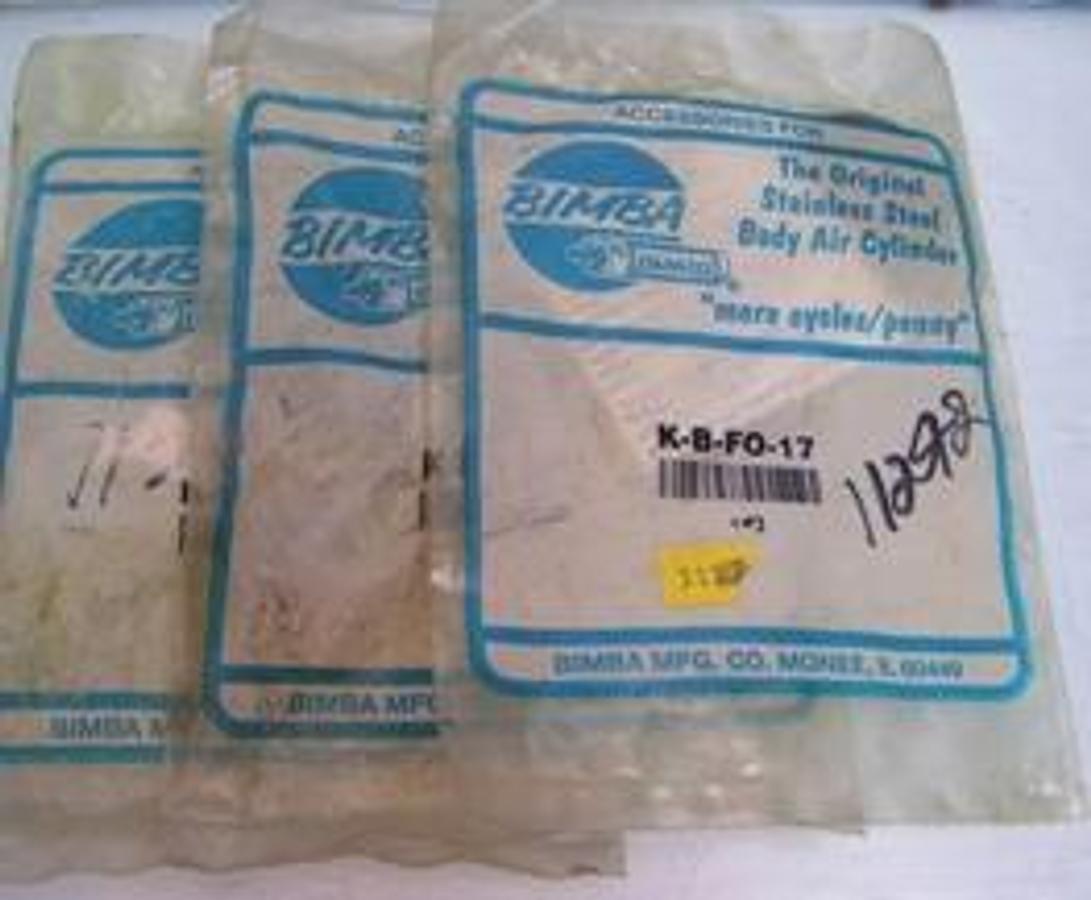 ACCESSORIES FOR
BIMBA
The Original
Stainless Steel
Body Air Cylinder
"more cycles/penny"
K-B-FO-17
BIMBA MFG. CO. MONEE, IL 60449
BIMBA
BIMBA MFG
BIMB
BIMBA M